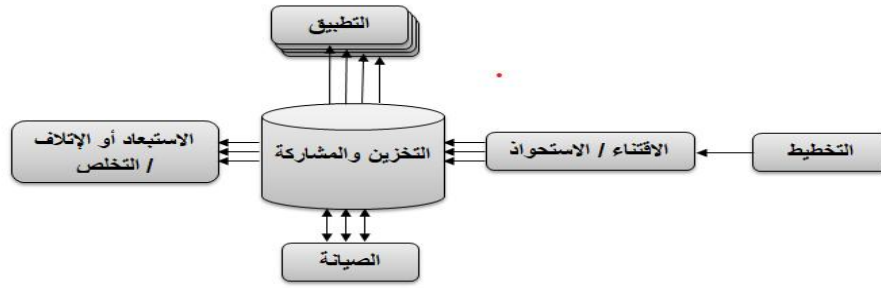 التطبيق
التخطيط
الاقتناء / الاستحواذ
التخزين والمشاركة
الاستبعاد أو الإتلاف
/ التخلص
الصيانة